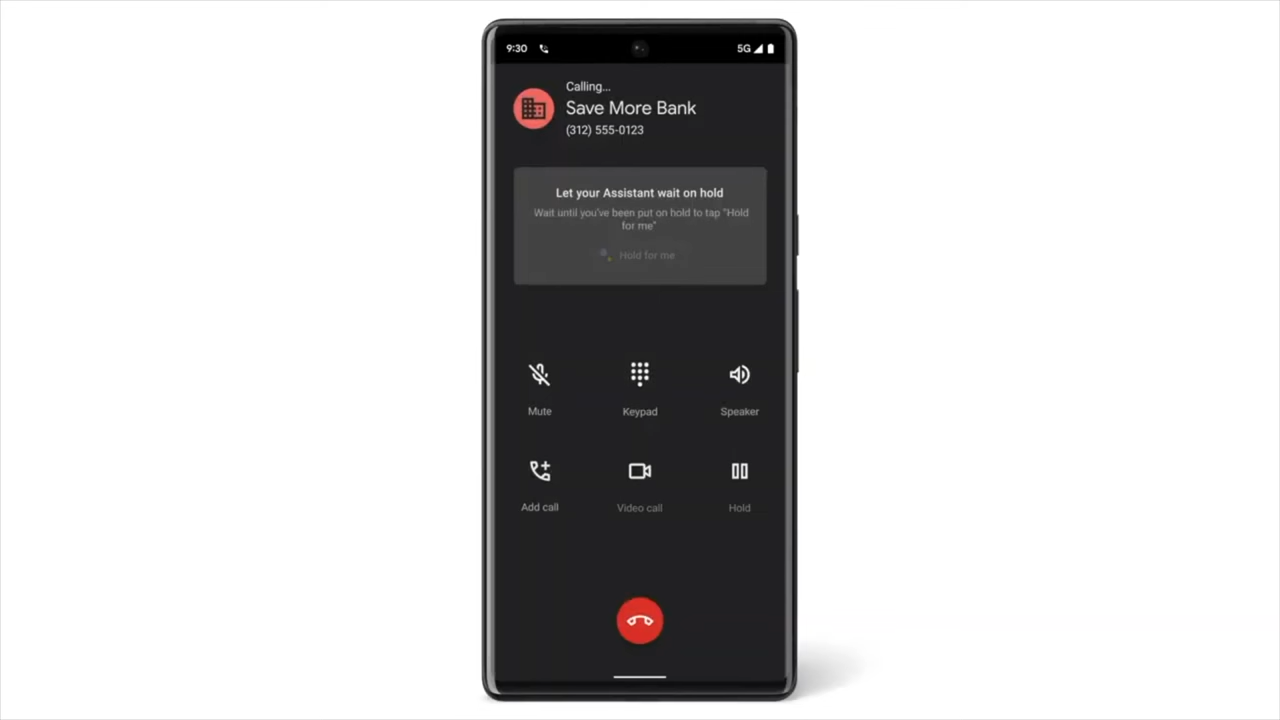 9:30 5G
Calling...
Save More Bank
(312) 555-0123
Let your Assistant wait on hold
Wait until you've been put on hold to tap "Hold
for me"
Hold for me
Mute Keypad Speaker
Add call Video call Hold